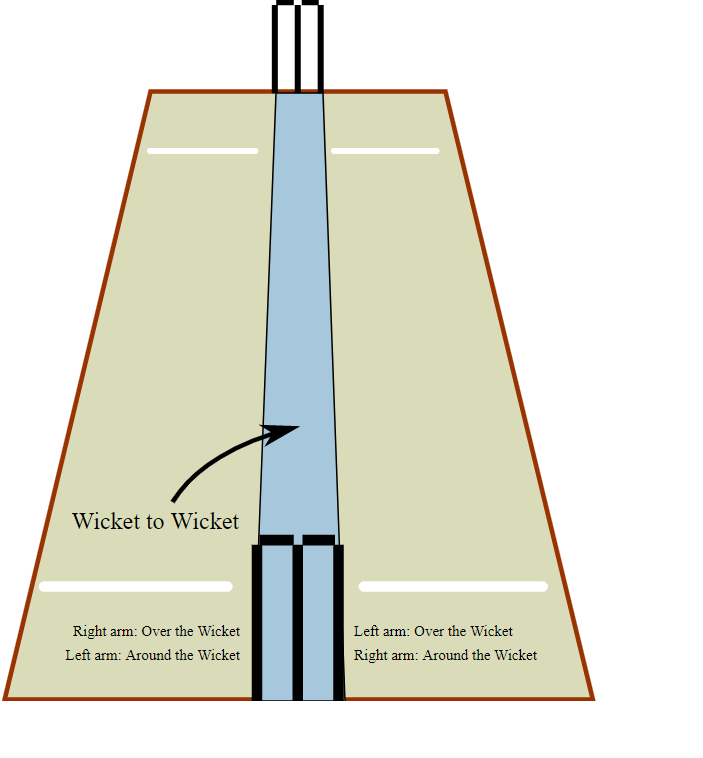 Wicket to Wicket
Right arm: Over the Wicket
Left arm: Around the Wicket
Left arm: Over the Wicket
Right arm: Around the Wicket